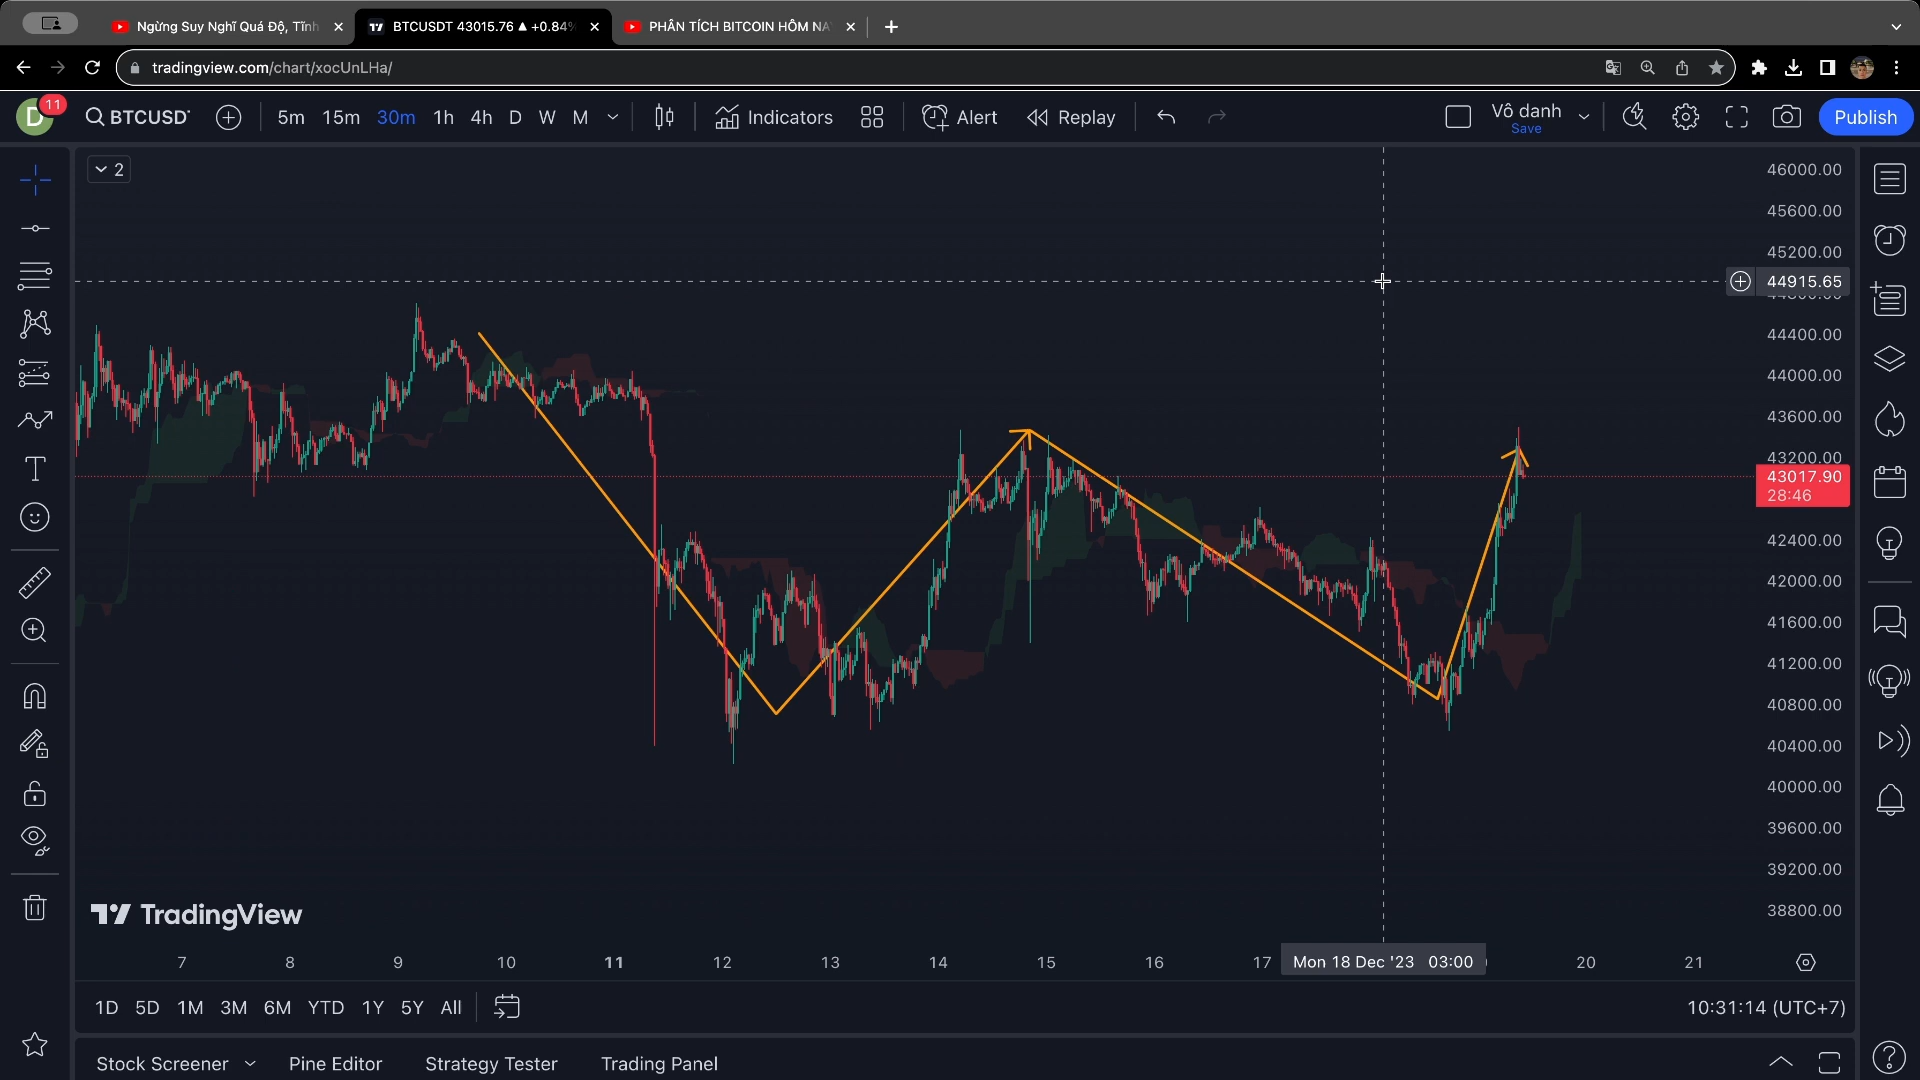 Ngừng Suy Nghĩ Quá Độ, Tĩnh
BTCUSDT 43015.76 ▲ +0.84%
PHÂN TÍCH BITCOIN HÔM NA
tradingview.com/chart/xocUnLHa/
D
11
BTCUSD
5m 15m 30m 1h 4h D W M
Indicators
Alert
Replay
Vô danh
Save
Publish
2
46000.00
45600.00
45200.00
44915.65
44400.00
44000.00
43600.00
43200.00
43017.90
28:46
42400.00
42000.00
41600.00
41200.00
40800.00
40400.00
40000.00
39600.00
39200.00
38800.00
TradingView
7 8 9 10 11 12 13 14 15 16 17 Mon 18 Dec '23 03:00 20 21
1D 5D 1M 3M 6M YTD 1Y 5Y All
10:31:14 (UTC+7)
Stock Screener Pine Editor Strategy Tester Trading Panel